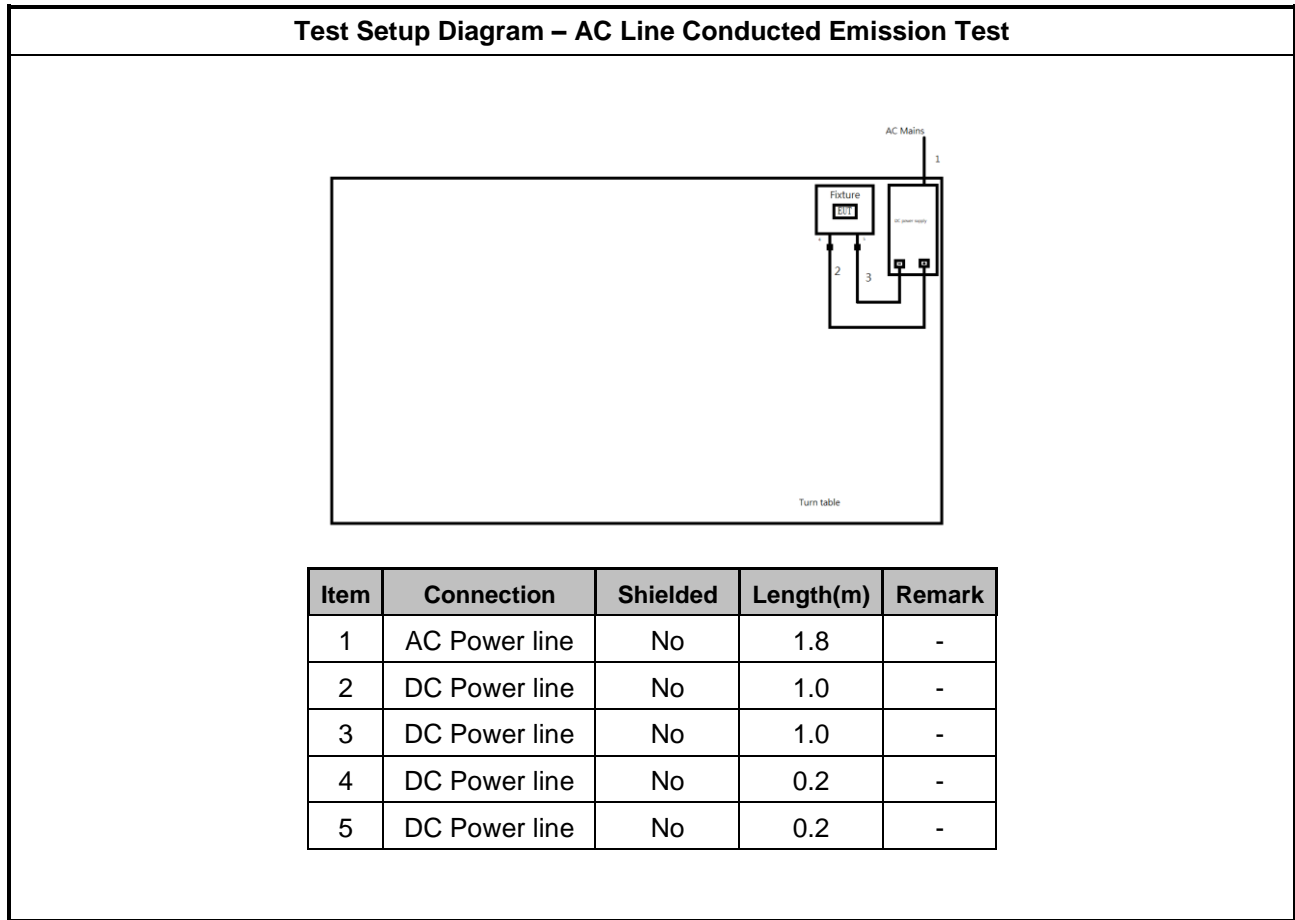 Test Setup Diagram – AC Line Conducted Emission Test
AC Mains
1
Fixture
EUT
DC power supply
2
3
Turn table
Item Connection Shielded Length(m) Remark
1 AC Power line No 1.8 -
2 DC Power line No 1.0 -
3 DC Power line No 1.0 -
4 DC Power line No 0.2 -
5 DC Power line No 0.2 -